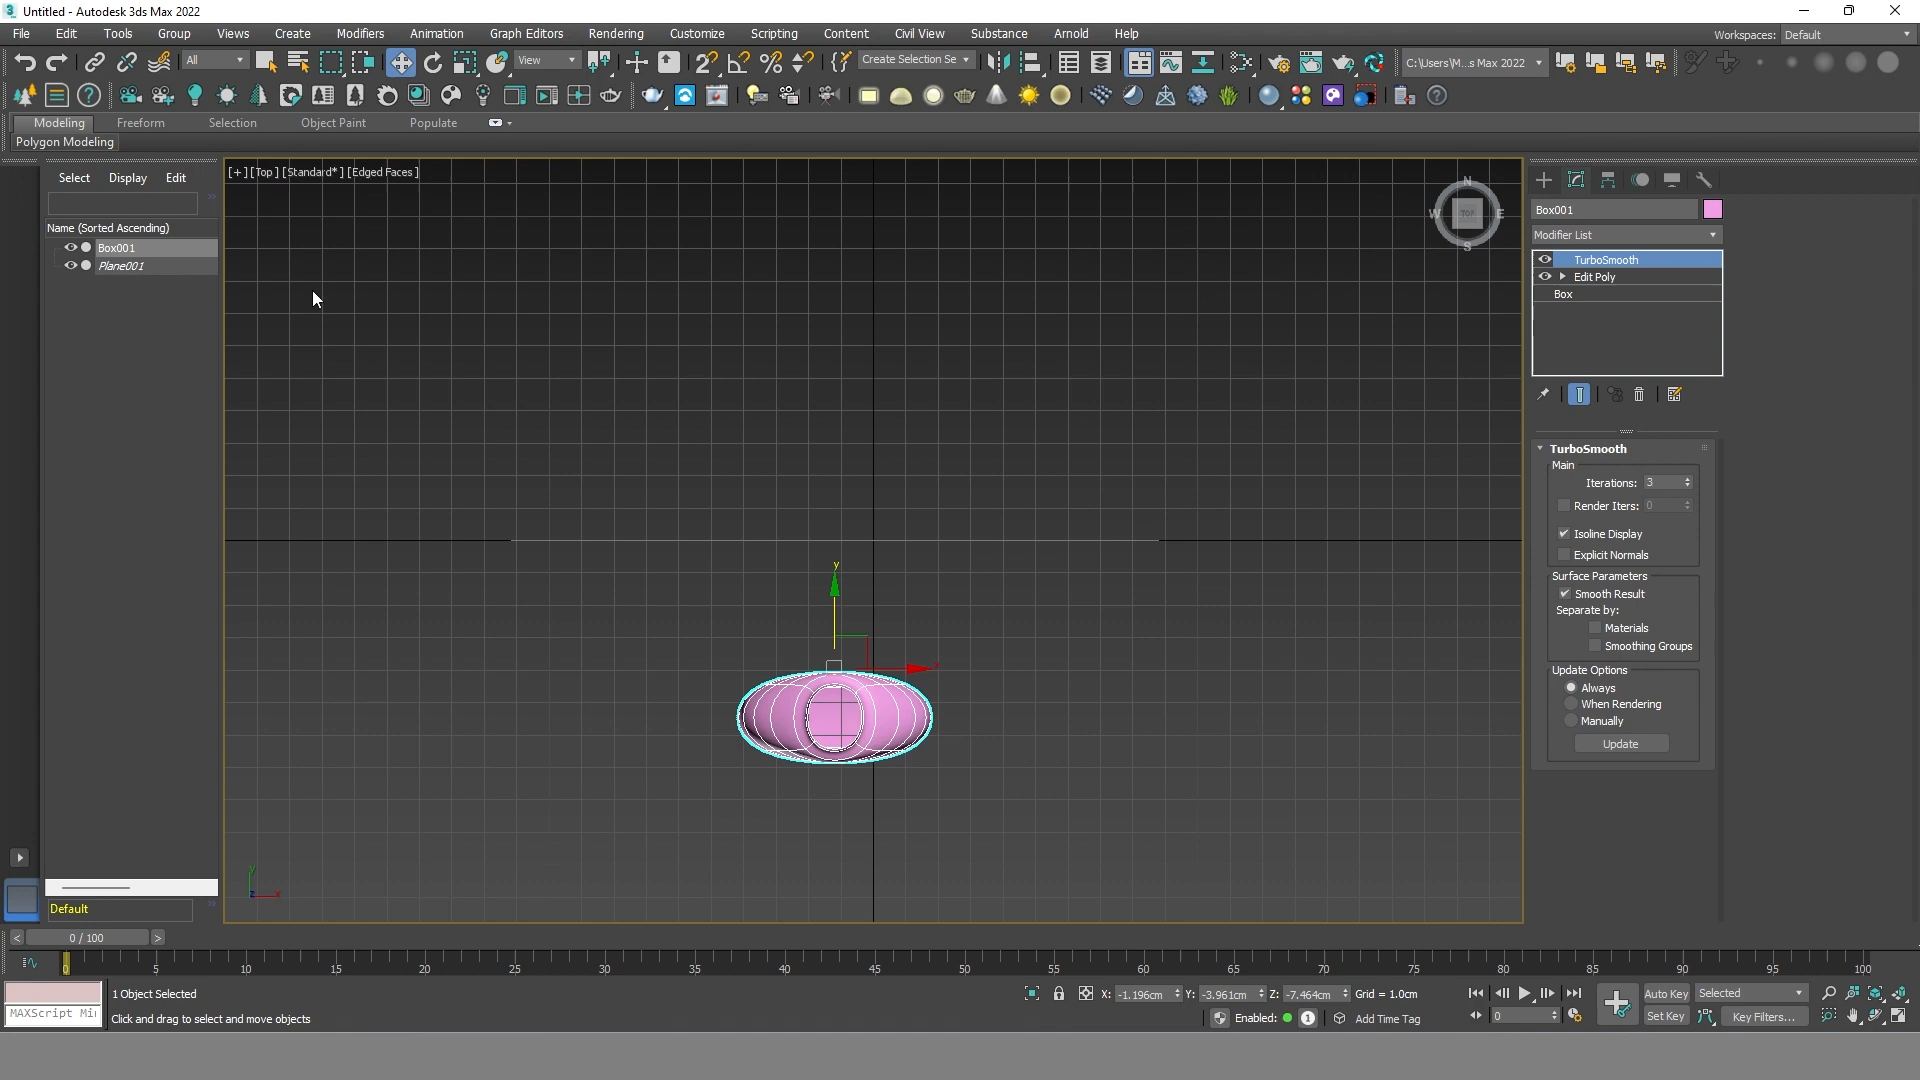 3 Untitled - Autodesk 3ds Max 2022
File Edit Tools Group Views Create Modifiers Animation Graph Editors Rendering Customize Scripting Content Civil View Substance Arnold Help
Workspaces: Default
All View Create Selection Se C:\Users\M...s Max 2022
Modeling Freeform Selection Object Paint Populate
Polygon Modeling
Select Display Edit
Name (Sorted Ascending)
Box001
Plane001
[+] [Top] [Standard*] [Edged Faces]
N
W TOP E
S
y
x
y
z x
Box001
Modifier List
TurboSmooth
Edit Poly
Box
TurboSmooth
Main
Iterations: 3
Render Iters: 0
Isoline Display
Explicit Normals
Surface Parameters
Smooth Result
Separate by:
Materials
Smoothing Groups
Update Options
Always
When Rendering
Manually
Update
Default
< 0 / 100 >
0 5 10 15 20 25 30 35 40 45 50 55 60 65 70 75 80 85 90 95 100
1 Object Selected
MAXScript Mi
Click and drag to select and move objects
X: -1.196cm Y: -3.961cm Z: -7.464cm Grid = 1.0cm
Enabled: 1 Add Time Tag
Auto Key Selected
0 Set Key Key Filters...